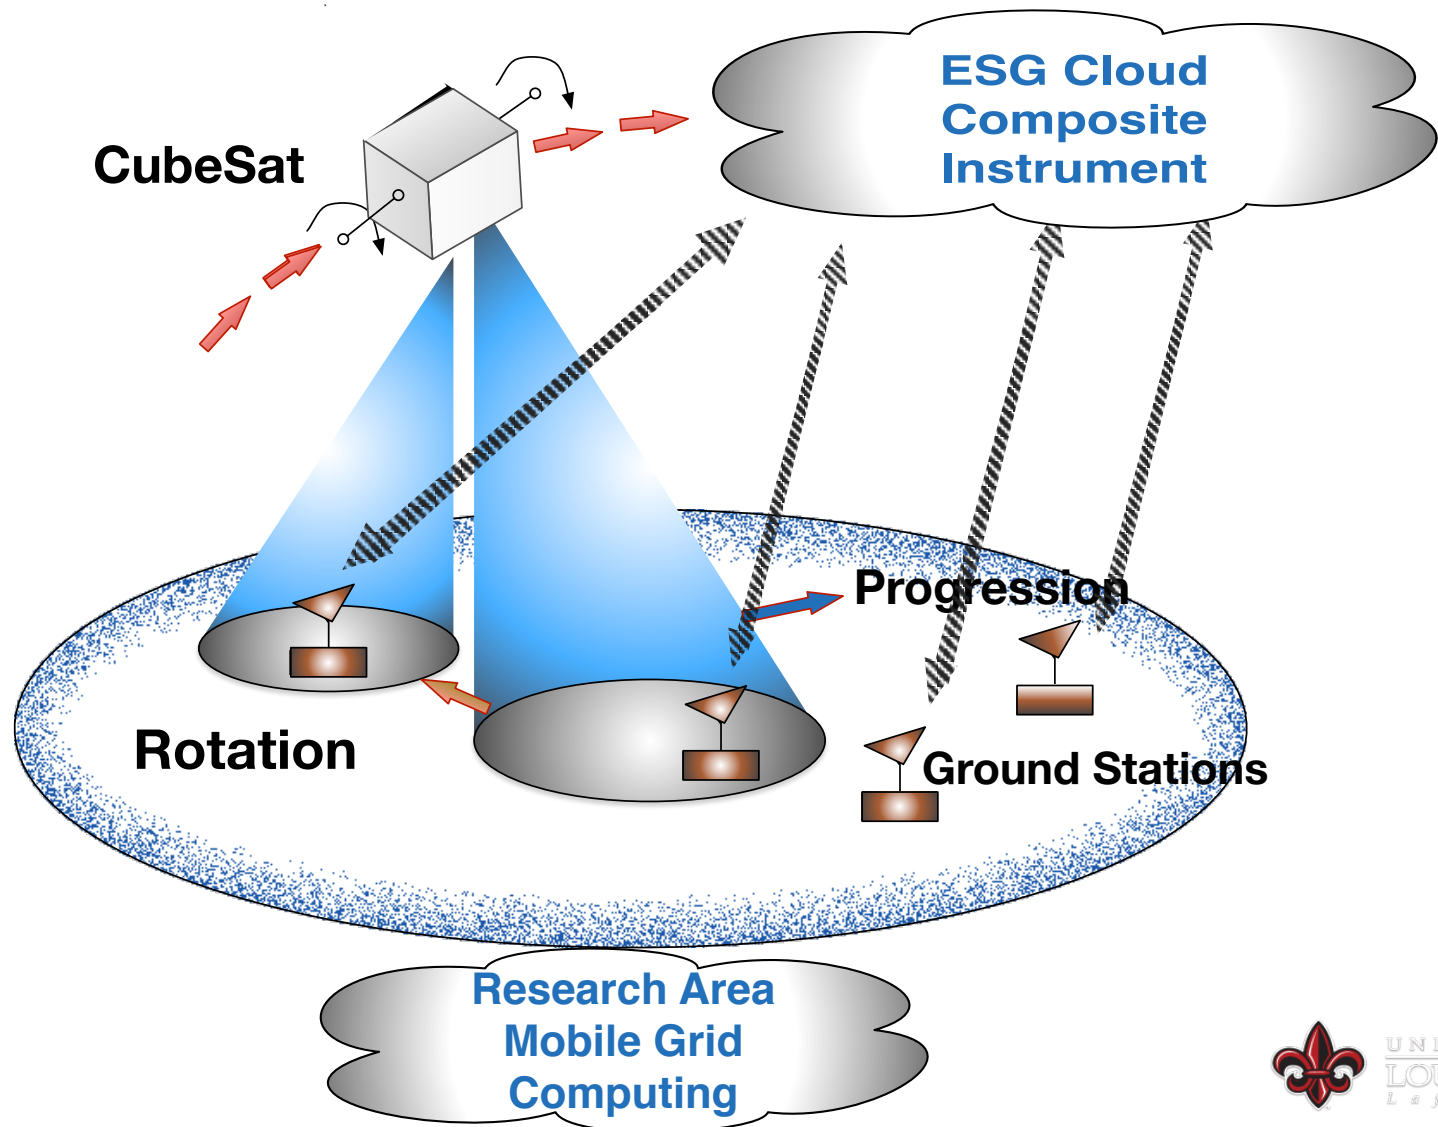 CubeSat
ESG Cloud
Composite
Instrument
Progression
Rotation
Ground Stations
Research Area
Mobile Grid
Computing